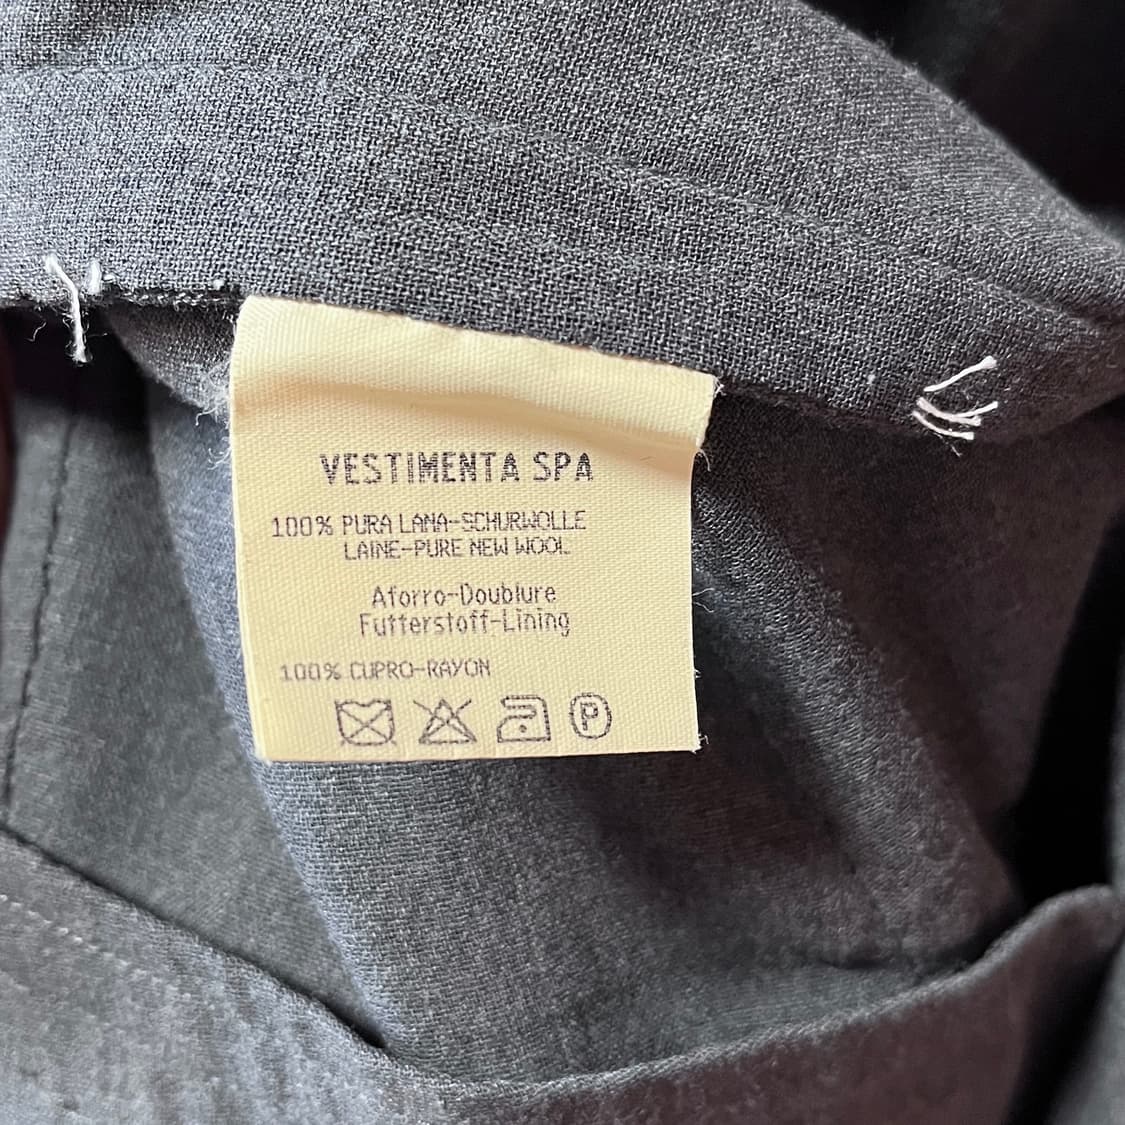 VESTIMENTA SPA
100% PURA LANA-SCHURWOLLE
LAINE-PURE NEW WOOL
Aforro-Doublure
Futterstoff-Lining
100% CUPRO-RAYON
P